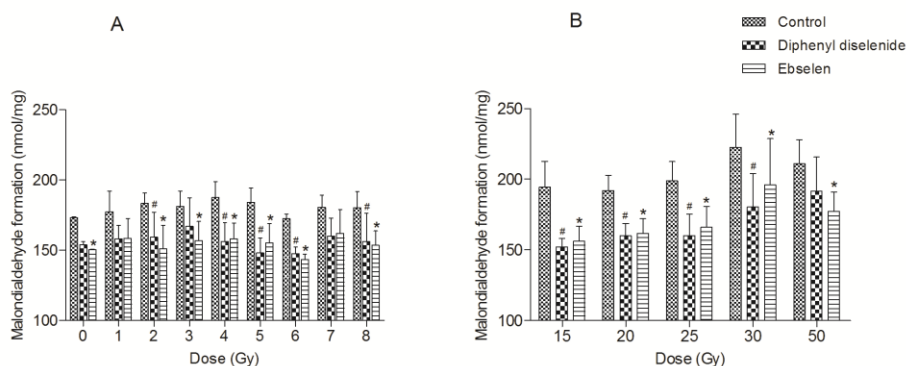 A
Malondialdehyde formation (nmol/mg)
250
200
150
100
# # # # #
* * * * * * *
0 1 2 3 4 5 6 7 8
Dose (Gy)
B
Control
Diphenyl diselenide
Ebselen
Malondialdehyde formation (nmol/mg)
250
200
150
100
# # # #
* * * * *
15 20 25 30 50
Dose (Gy)